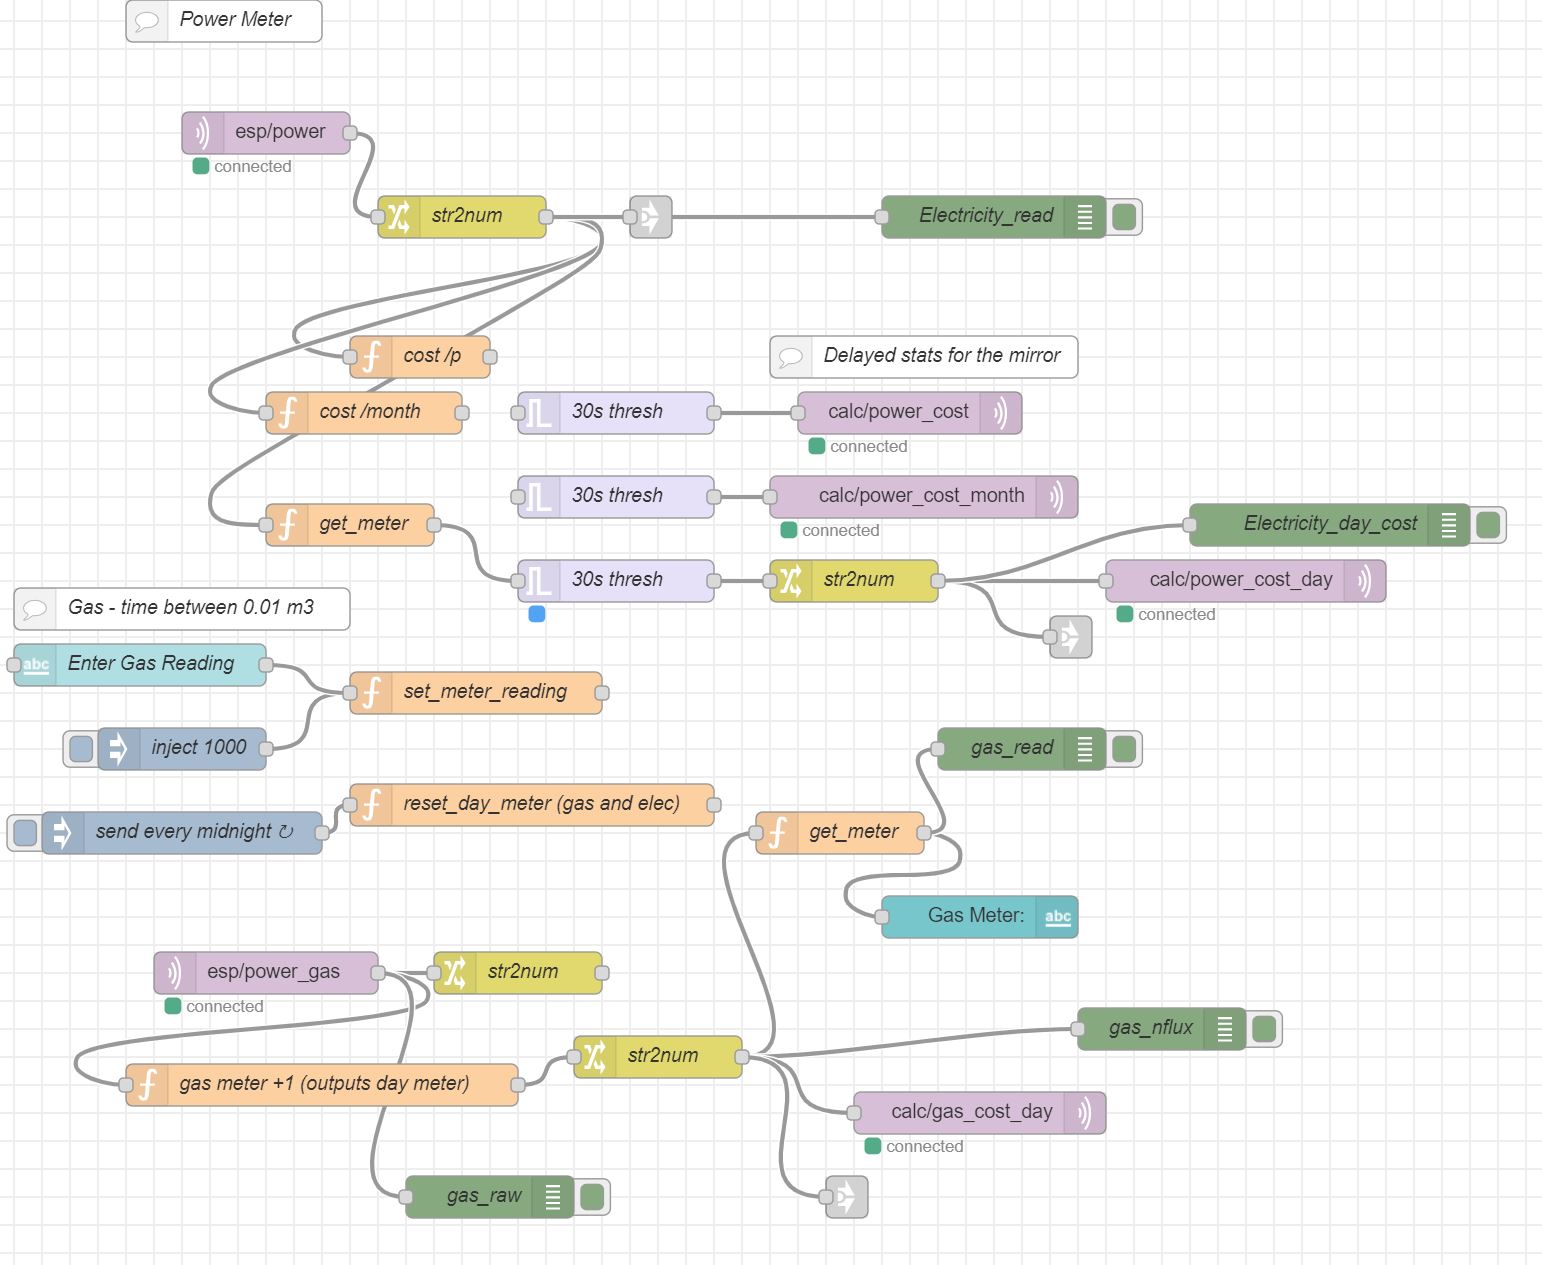 Power Meter
esp/power
connected
str2num
Electricity_read
cost /p
Delayed stats for the mirror
cost /month
30s thresh
calc/power_cost
connected
30s thresh
calc/power_cost_month
connected
get_meter
Electricity_day_cost
30s thresh
str2num
calc/power_cost_day
connected
Gas - time between 0.01 m3
abc
Enter Gas Reading
set_meter_reading
inject 1000
gas_read
reset_day_meter (gas and elec)
send every midnight ↻
get_meter
Gas Meter:
abc
esp/power_gas
connected
str2num
gas_nflux
str2num
gas meter +1 (outputs day meter)
calc/gas_cost_day
connected
gas_raw